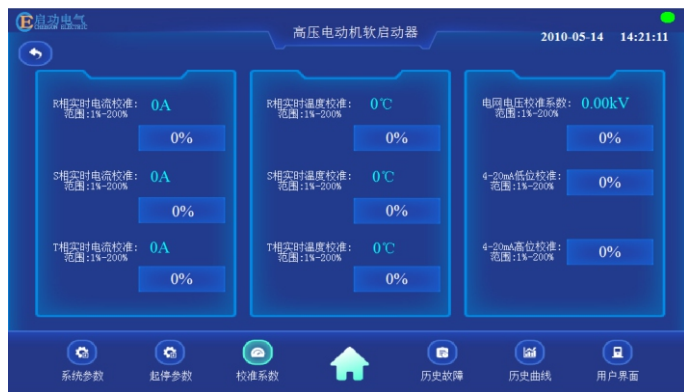 启动电气
高压电动机软启动器
2010-05-14 14:21:11
R相实时电流校准: 0A
范围:1%-200%
0%
S相实时电流校准: 0A
范围:1%-200%
0%
T相实时电流校准: 0A
范围:1%-200%
0%
R相实时温度校准: 0℃
范围:1%-200%
0%
S相实时温度校准: 0℃
范围:1%-200%
0%
T相实时温度校准: 0℃
范围:1%-200%
0%
电网电压校准系数: 0.00kV
范围:1%-200%
0%
4-20mA低位校准:
范围:1%-200%
0%
4-20mA高位校准:
范围:1%-200%
0%
系统参数 起停参数 校准系数 历史故障 历史曲线 用户界面